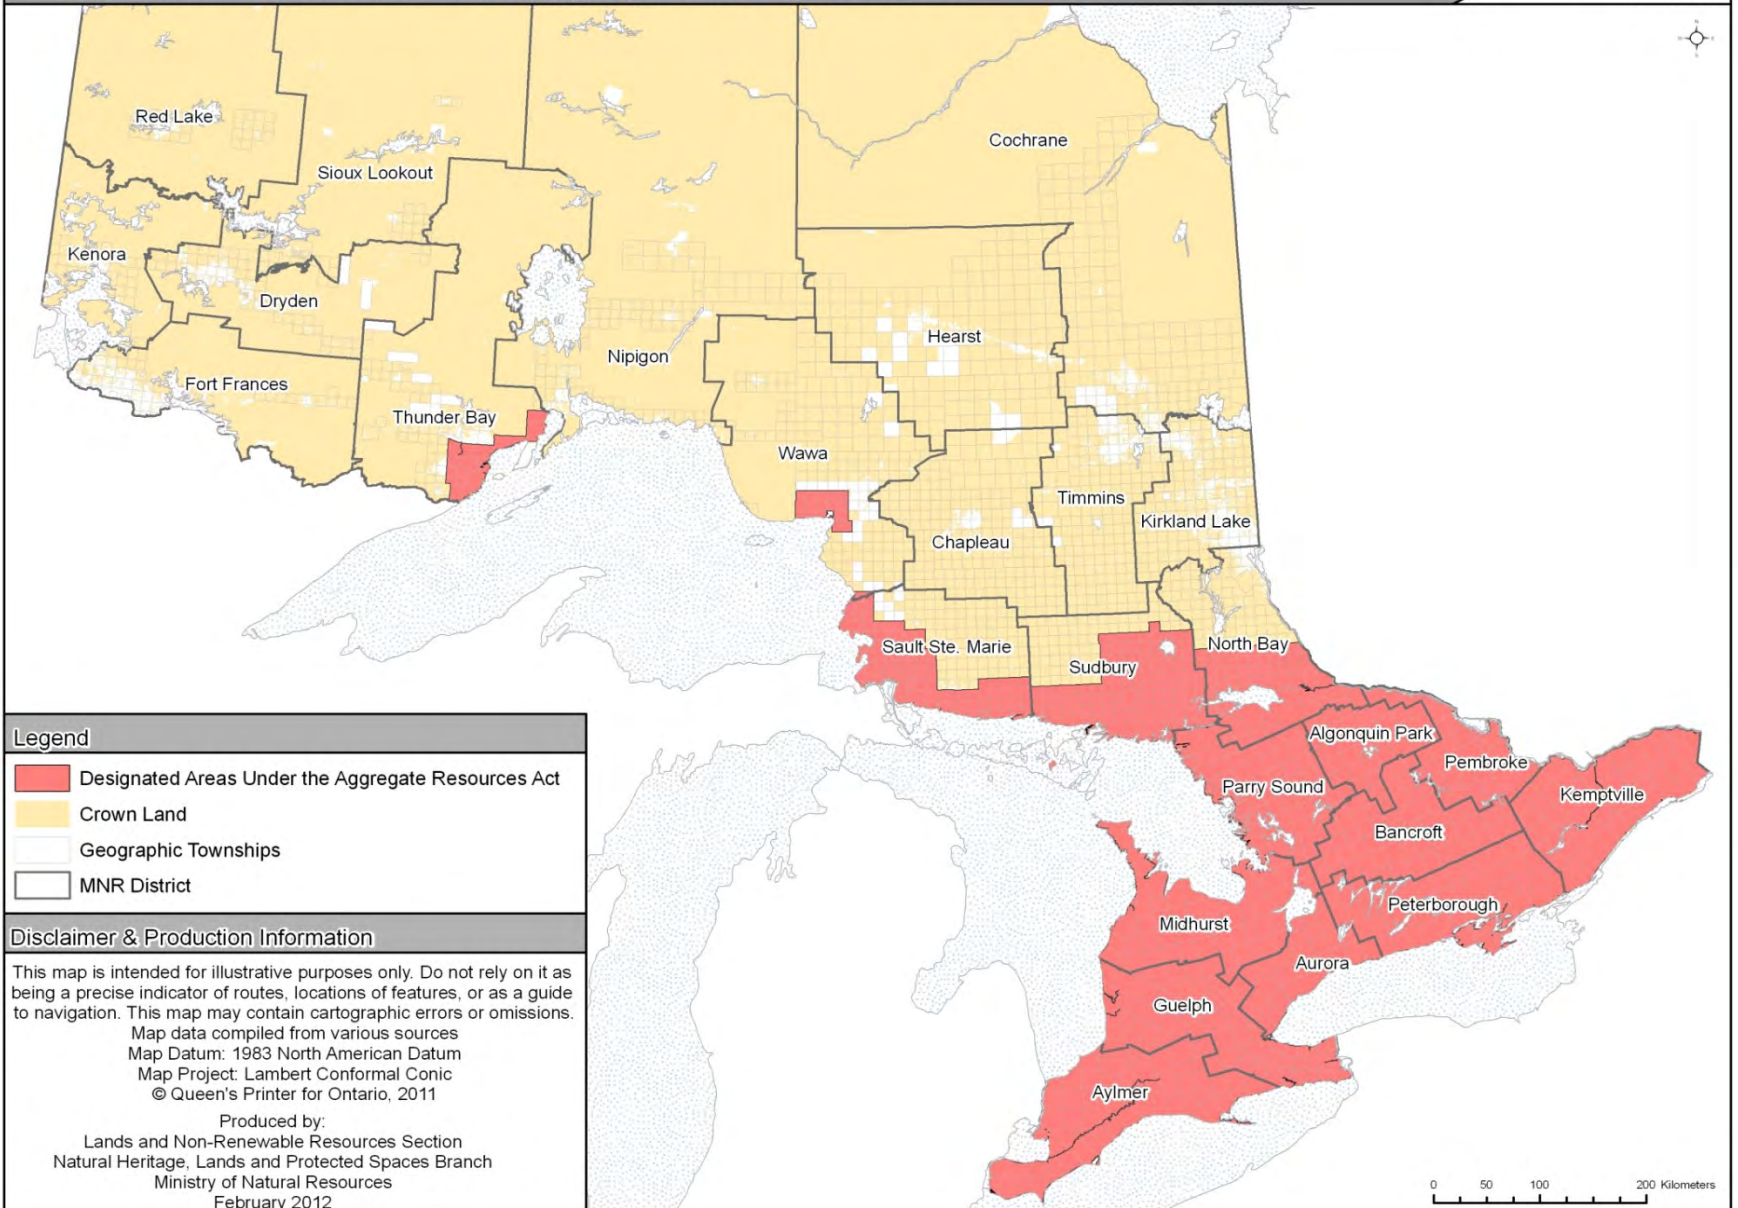 Red Lake
Cochrane
Sioux Lookout
Kenora
Dryden
Hearst
Nipigon
Fort Frances
Thunder Bay
Wawa
Timmins
Kirkland Lake
Chapleau
North Bay
Sault Ste. Marie
Sudbury
Algonquin Park
Pembroke
Parry Sound
Kemptville
Bancroft
Peterborough
Midhurst
Aurora
Guelph
Aylmer
Legend
Designated Areas Under the Aggregate Resources Act
Crown Land
Geographic Townships
MNR District
Disclaimer & Production Information
This map is intended for illustrative purposes only. Do not rely on it as
being a precise indicator of routes, locations of features, or as a guide
to navigation. This map may contain cartographic errors or omissions.
Map data compiled from various sources
Map Datum: 1983 North American Datum
Map Project: Lambert Conformal Conic
© Queen's Printer for Ontario, 2011
Produced by:
Lands and Non-Renewable Resources Section
Natural Heritage, Lands and Protected Spaces Branch
Ministry of Natural Resources
February 2012
0 50 100 200 Kilometers